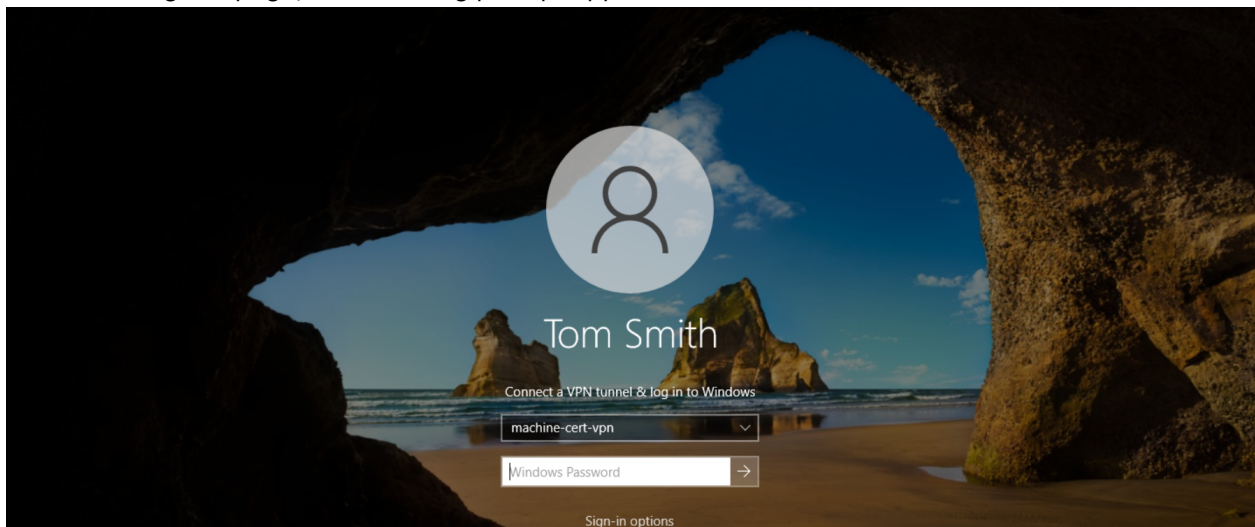 Tom Smith
Connect a VPN tunnel & log in to Windows
machine-cert-vpn
Windows Password
Sign-in options